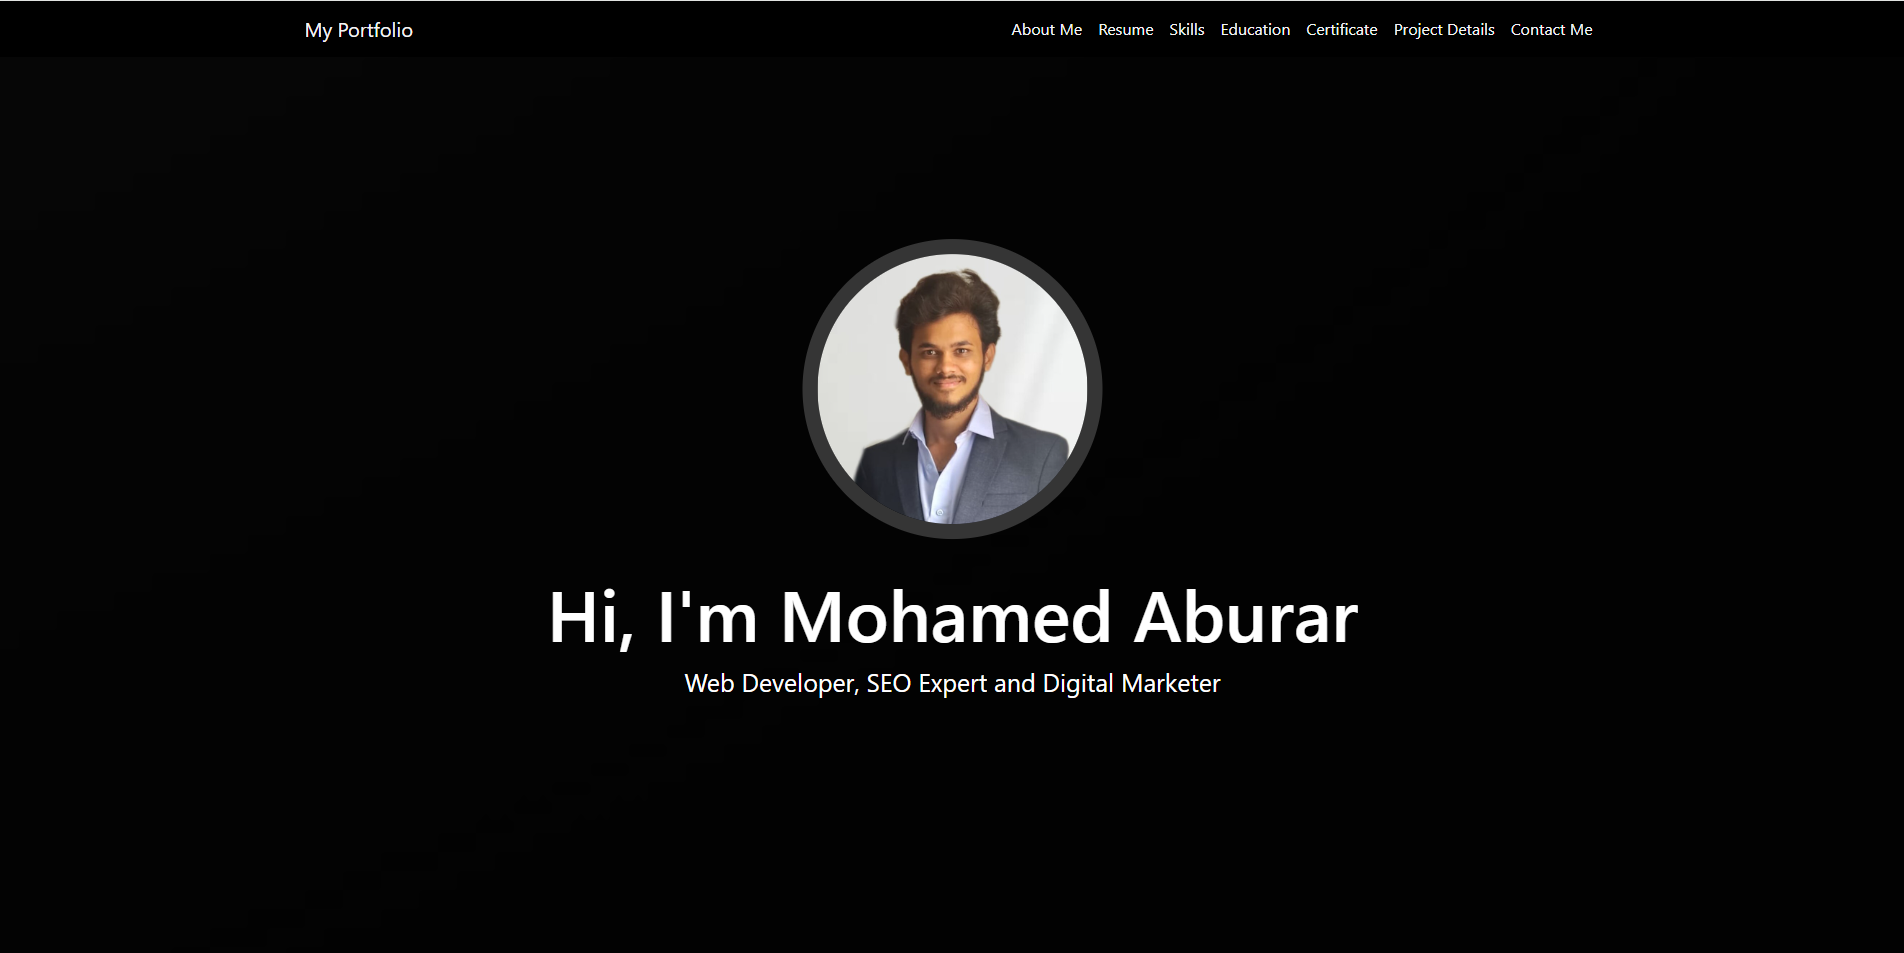 My Portfolio
About Me Resume Skills Education Certificate Project Details Contact Me
Hi, I'm Mohamed Aburar
Web Developer, SEO Expert and Digital Marketer